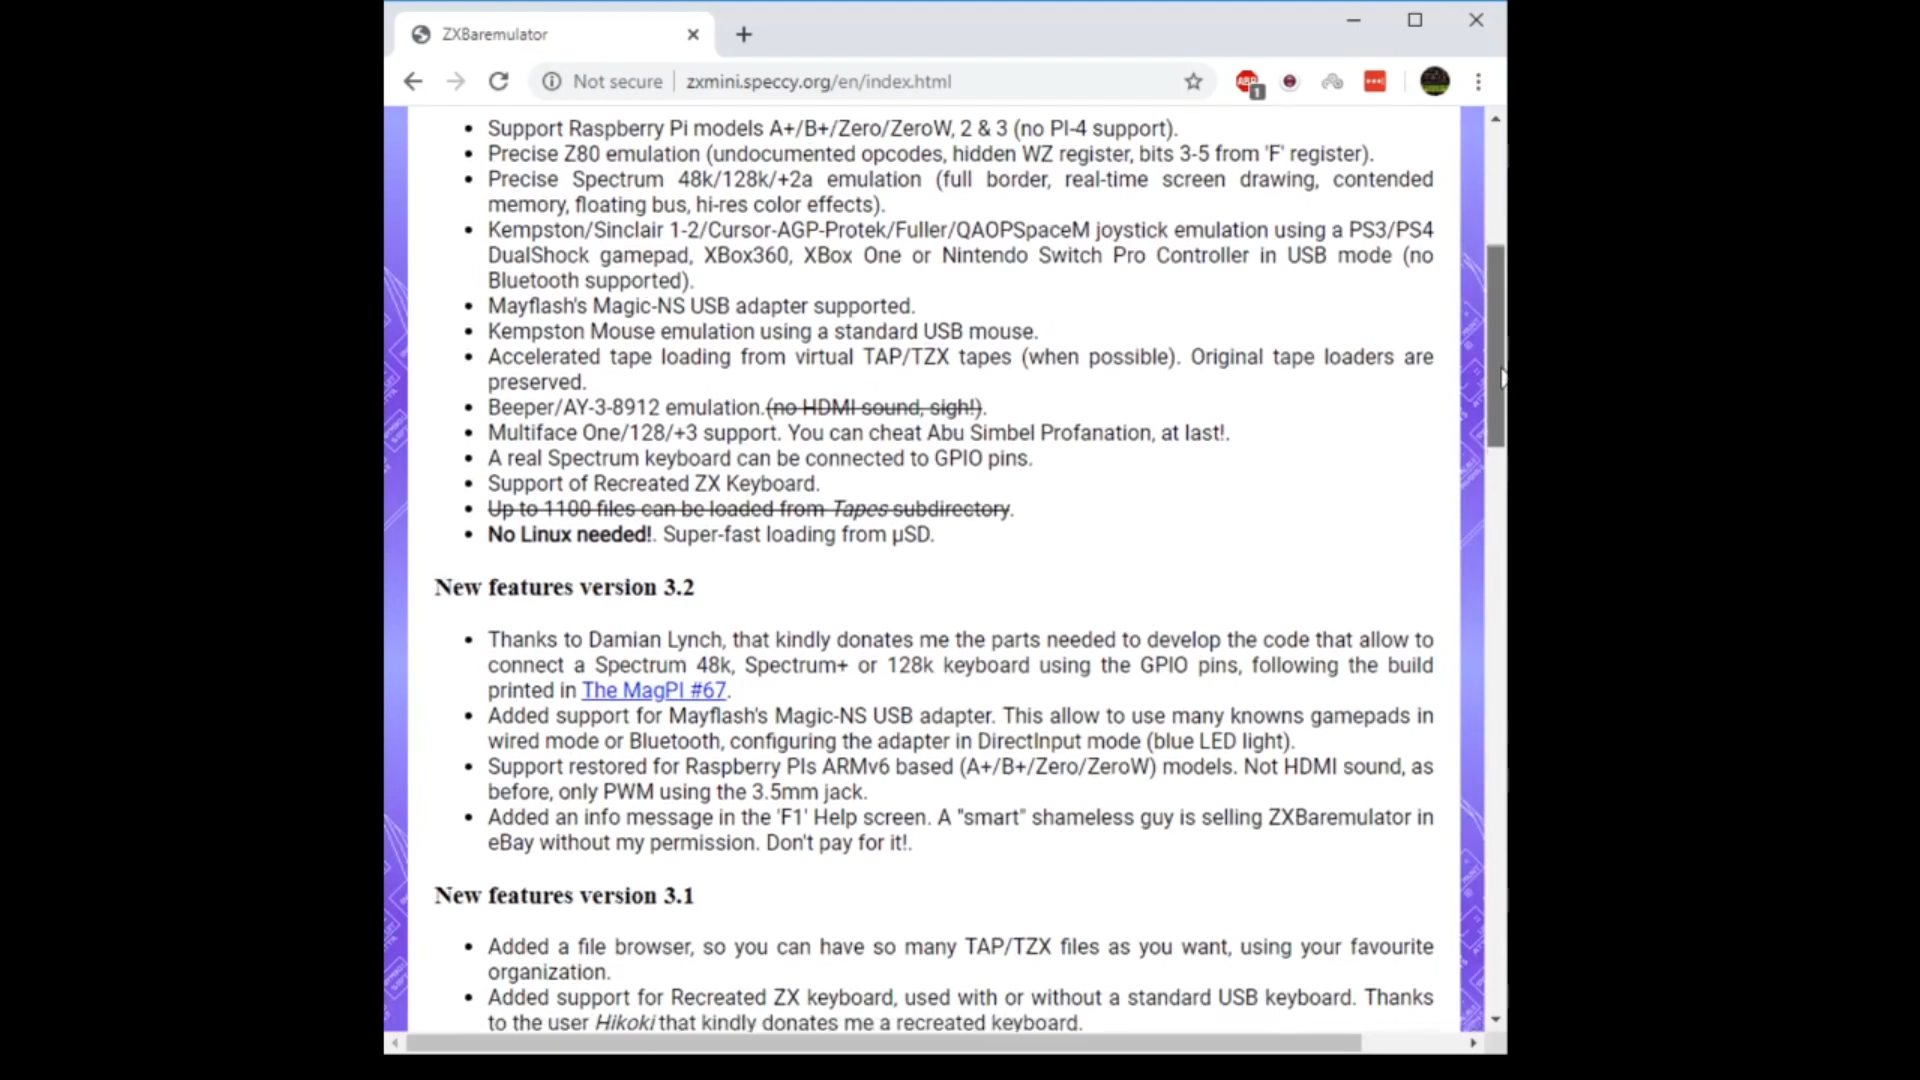 ZXBaremulator
Not secure zxmini.speccy.org/en/index.html
ABP
1
• Support Raspberry Pi models A+/B+/Zero/ZeroW, 2 & 3 (no PI-4 support).
• Precise Z80 emulation (undocumented opcodes, hidden WZ register, bits 3-5 from 'F' register).
• Precise Spectrum 48k/128k/+2a emulation (full border, real-time screen drawing, contended
memory, floating bus, hi-res color effects).
• Kempston/Sinclair 1-2/Cursor-AGP-Protek/Fuller/QAOPSpaceM joystick emulation using a PS3/PS4
DualShock gamepad, XBox360, XBox One or Nintendo Switch Pro Controller in USB mode (no
Bluetooth supported).
• Mayflash's Magic-NS USB adapter supported.
• Kempston Mouse emulation using a standard USB mouse.
• Accelerated tape loading from virtual TAP/TZX tapes (when possible). Original tape loaders are
preserved.
• Beeper/AY-3-8912 emulation.(no HDMI sound, sigh!).
• Multiface One/128/+3 support. You can cheat Abu Simbel Profanation, at last!.
• A real Spectrum keyboard can be connected to GPIO pins.
• Support of Recreated ZX Keyboard.
• Up to 1100 files can be loaded from Tapes subdirectory.
• No Linux needed!. Super-fast loading from µSD.
New features version 3.2
• Thanks to Damian Lynch, that kindly donates me the parts needed to develop the code that allow to
connect a Spectrum 48k, Spectrum+ or 128k keyboard using the GPIO pins, following the build
printed in The MagPI #67.
• Added support for Mayflash's Magic-NS USB adapter. This allow to use many knowns gamepads in
wired mode or Bluetooth, configuring the adapter in DirectInput mode (blue LED light).
• Support restored for Raspberry PIs ARMv6 based (A+/B+/Zero/ZeroW) models. Not HDMI sound, as
before, only PWM using the 3.5mm jack.
• Added an info message in the 'F1' Help screen. A "smart" shameless guy is selling ZXBaremulator in
eBay without my permission. Don't pay for it!.
New features version 3.1
• Added a file browser, so you can have so many TAP/TZX files as you want, using your favourite
organization.
• Added support for Recreated ZX keyboard, used with or without a standard USB keyboard. Thanks
to the user Hikoki that kindly donates me a recreated keyboard.